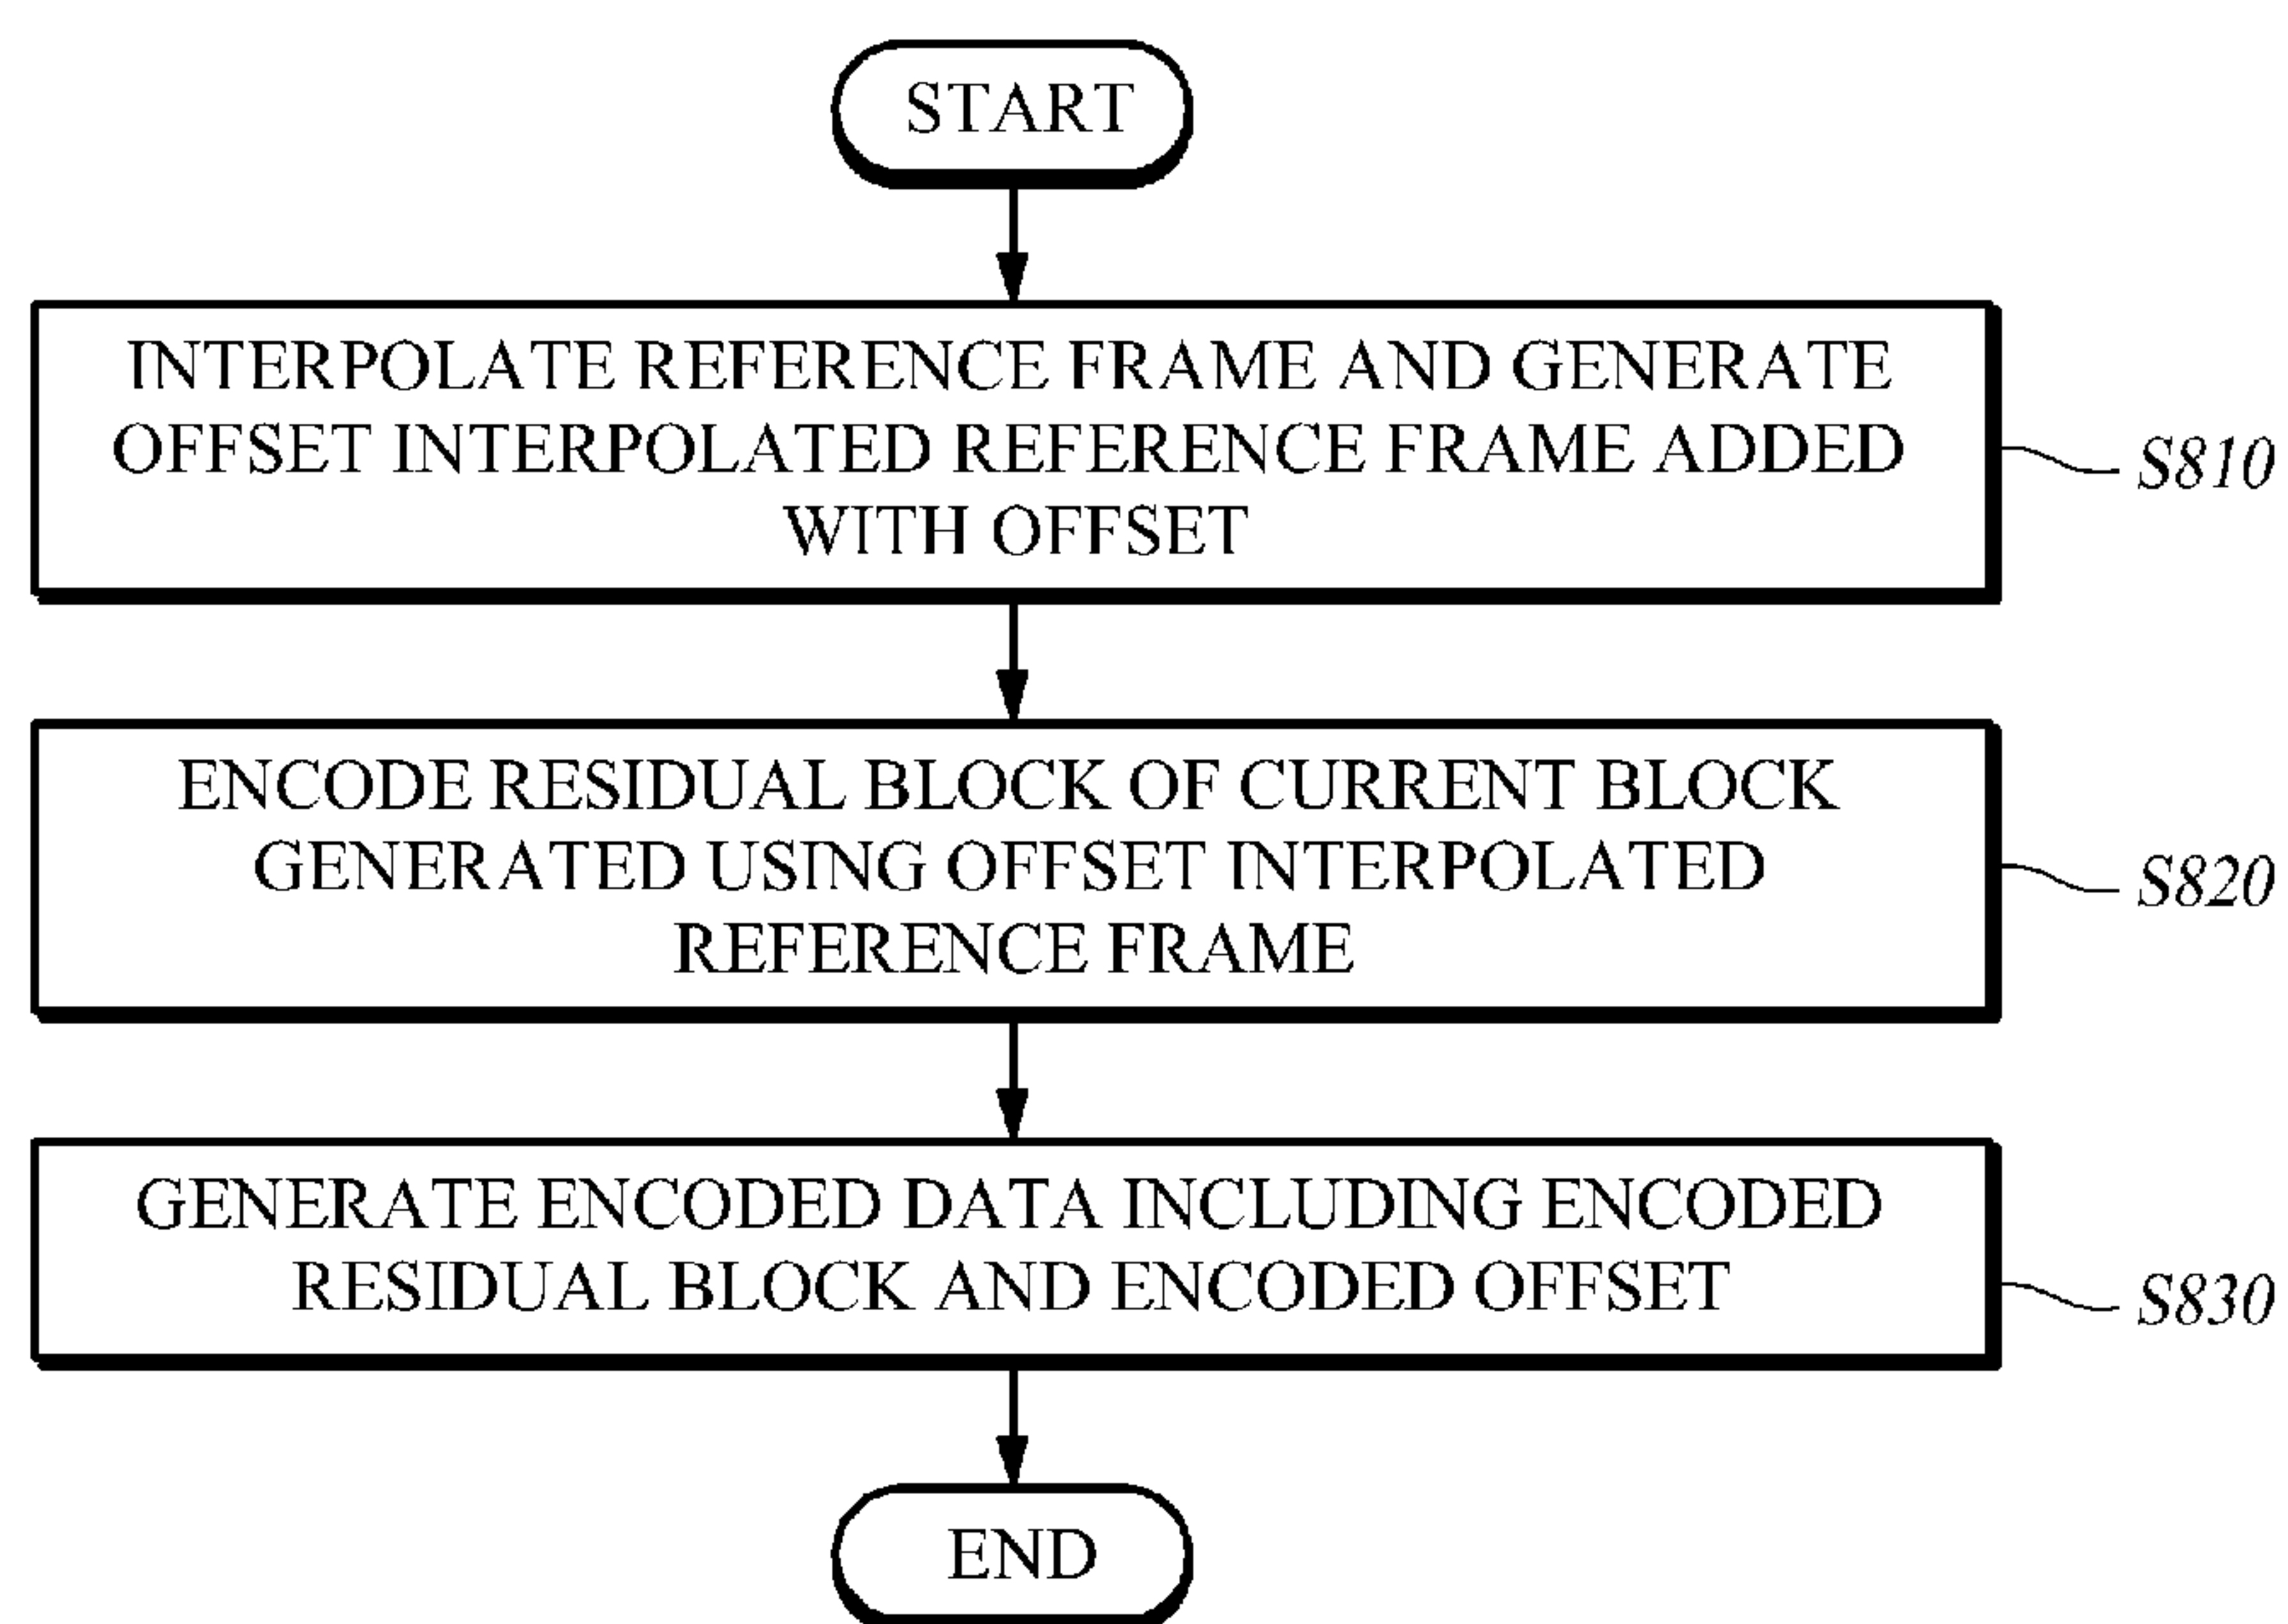 START
INTERPOLATE REFERENCE FRAME AND GENERATE
OFFSET INTERPOLATED REFERENCE FRAME ADDED
WITH OFFSET
S810
ENCODE RESIDUAL BLOCK OF CURRENT BLOCK
GENERATED USING OFFSET INTERPOLATED
REFERENCE FRAME
S820
GENERATE ENCODED DATA INCLUDING ENCODED
RESIDUAL BLOCK AND ENCODED OFFSET
S830
END